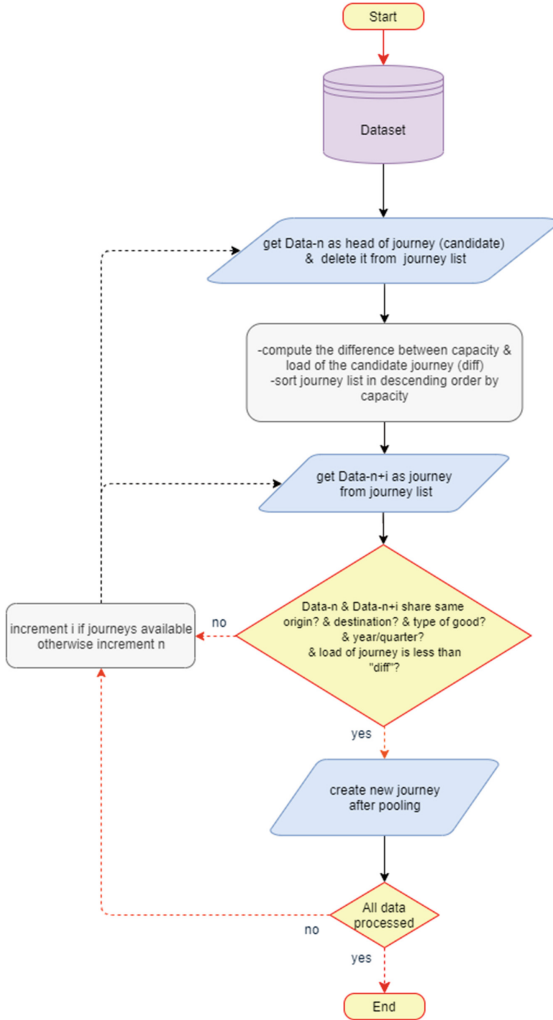 Start
Dataset
get Data-n as head of journey (candidate)
& delete it from journey list
-compute the difference between capacity &
load of the candidate journey (diff)
-sort journey list in descending order by
capacity
get Data-n+i as journey
from journey list
Data-n & Data-n+i share same
origin? & destination? & type of good?
& year/quarter?
& load of journey is less than
"diff"?
no
increment i if journeys available
otherwise increment n
yes
create new journey
after pooling
All data
processed
no
yes
End